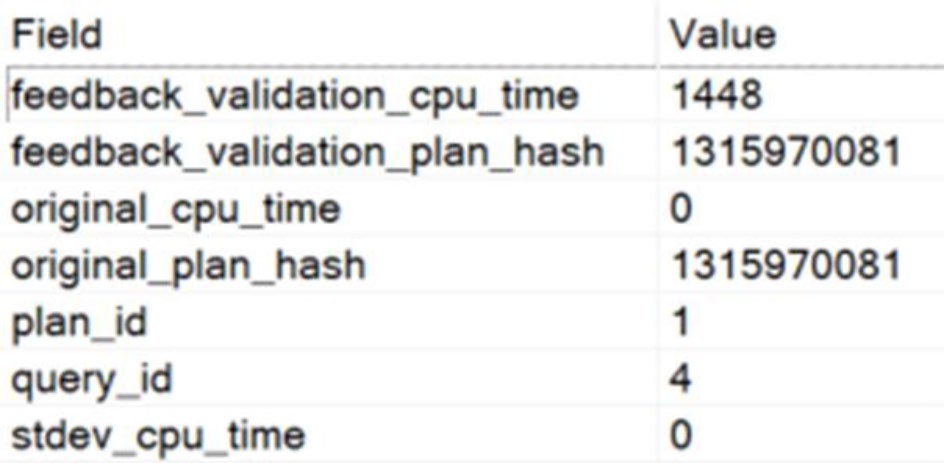 Field Value
feedback_validation_cpu_time 1448
feedback_validation_plan_hash 1315970081
original_cpu_time 0
original_plan_hash 1315970081
plan_id 1
query_id 4
stdev_cpu_time 0